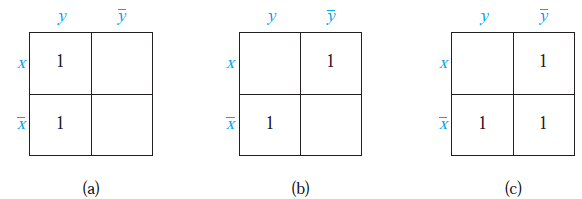 y y̅ y y̅ y y̅
x 1 x 1 x 1
x̅ 1 x̅ 1 x̅ 1 1
(a) (b) (c)